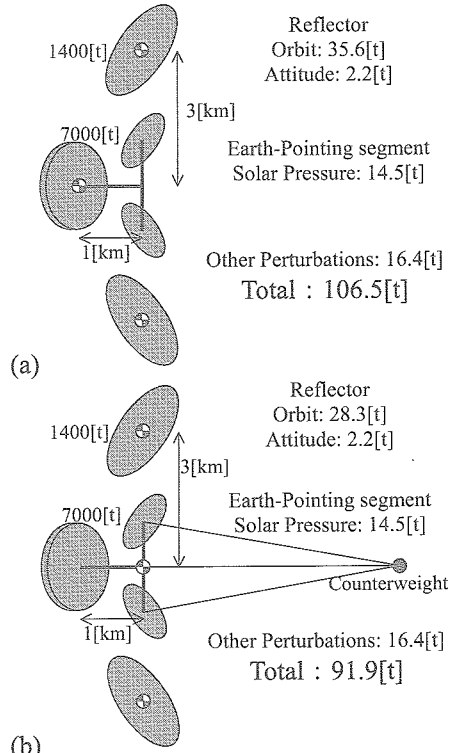 1400[t]
Reflector
Orbit: 35.6[t]
Attitude: 2.2[t]
3[km]
7000[t]
Earth-Pointing segment
Solar Pressure: 14.5[t]
1[km]
Other Perturbations: 16.4[t]
Total : 106.5[t]
(a)
Reflector
Orbit: 28.3[t]
Attitude: 2.2[t]
1400[t]
3[km]
7000[t]
Earth-Pointing segment
Solar Pressure: 14.5[t]
Counterweight
1[km]
Other Perturbations: 16.4[t]
Total : 91.9[t]
(b)